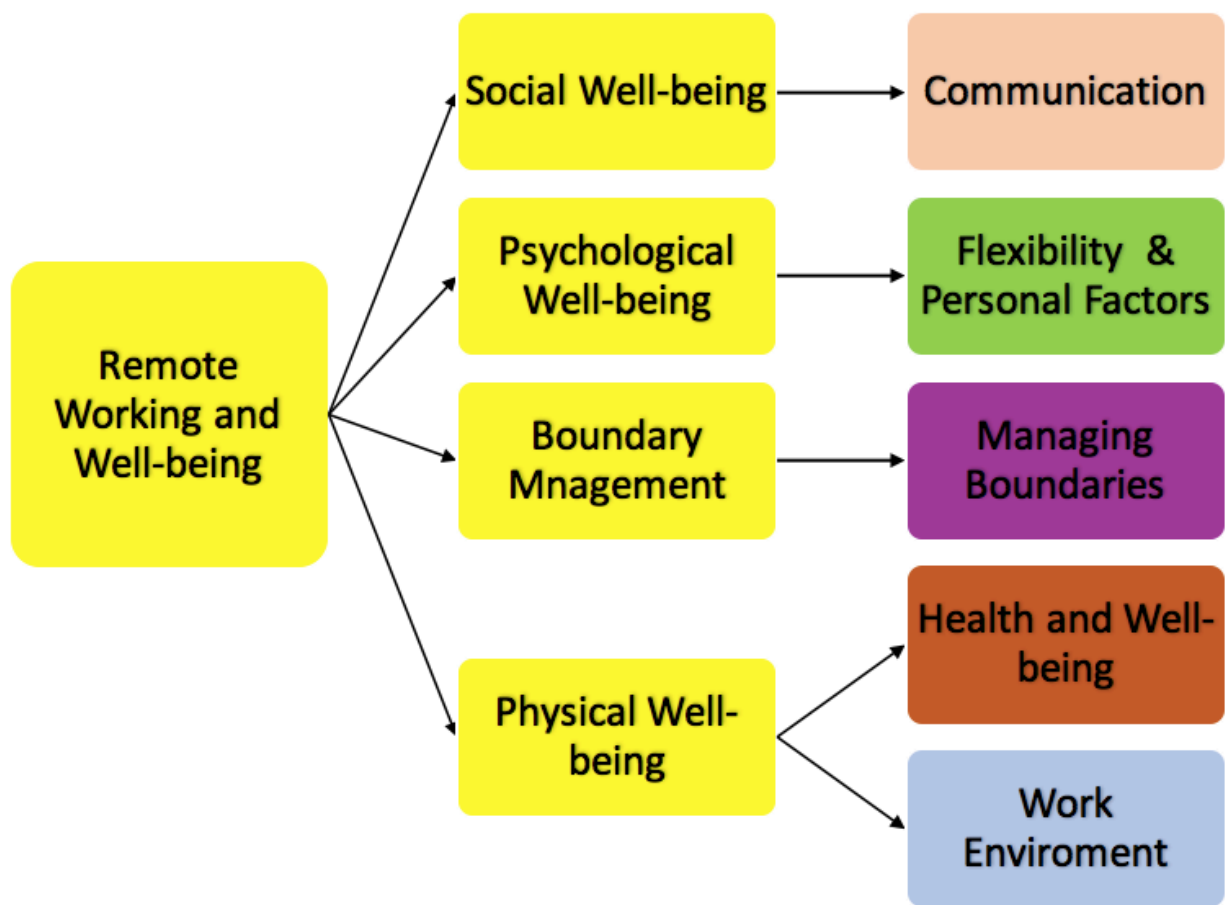 Social Well-being
Communication
Psychological
Well-being
Flexibility &
Personal Factors
Remote
Working and
Well-being
Boundary
Mnagement
Managing
Boundaries
Physical Well-
being
Health and Well-
being
Work
Enviroment